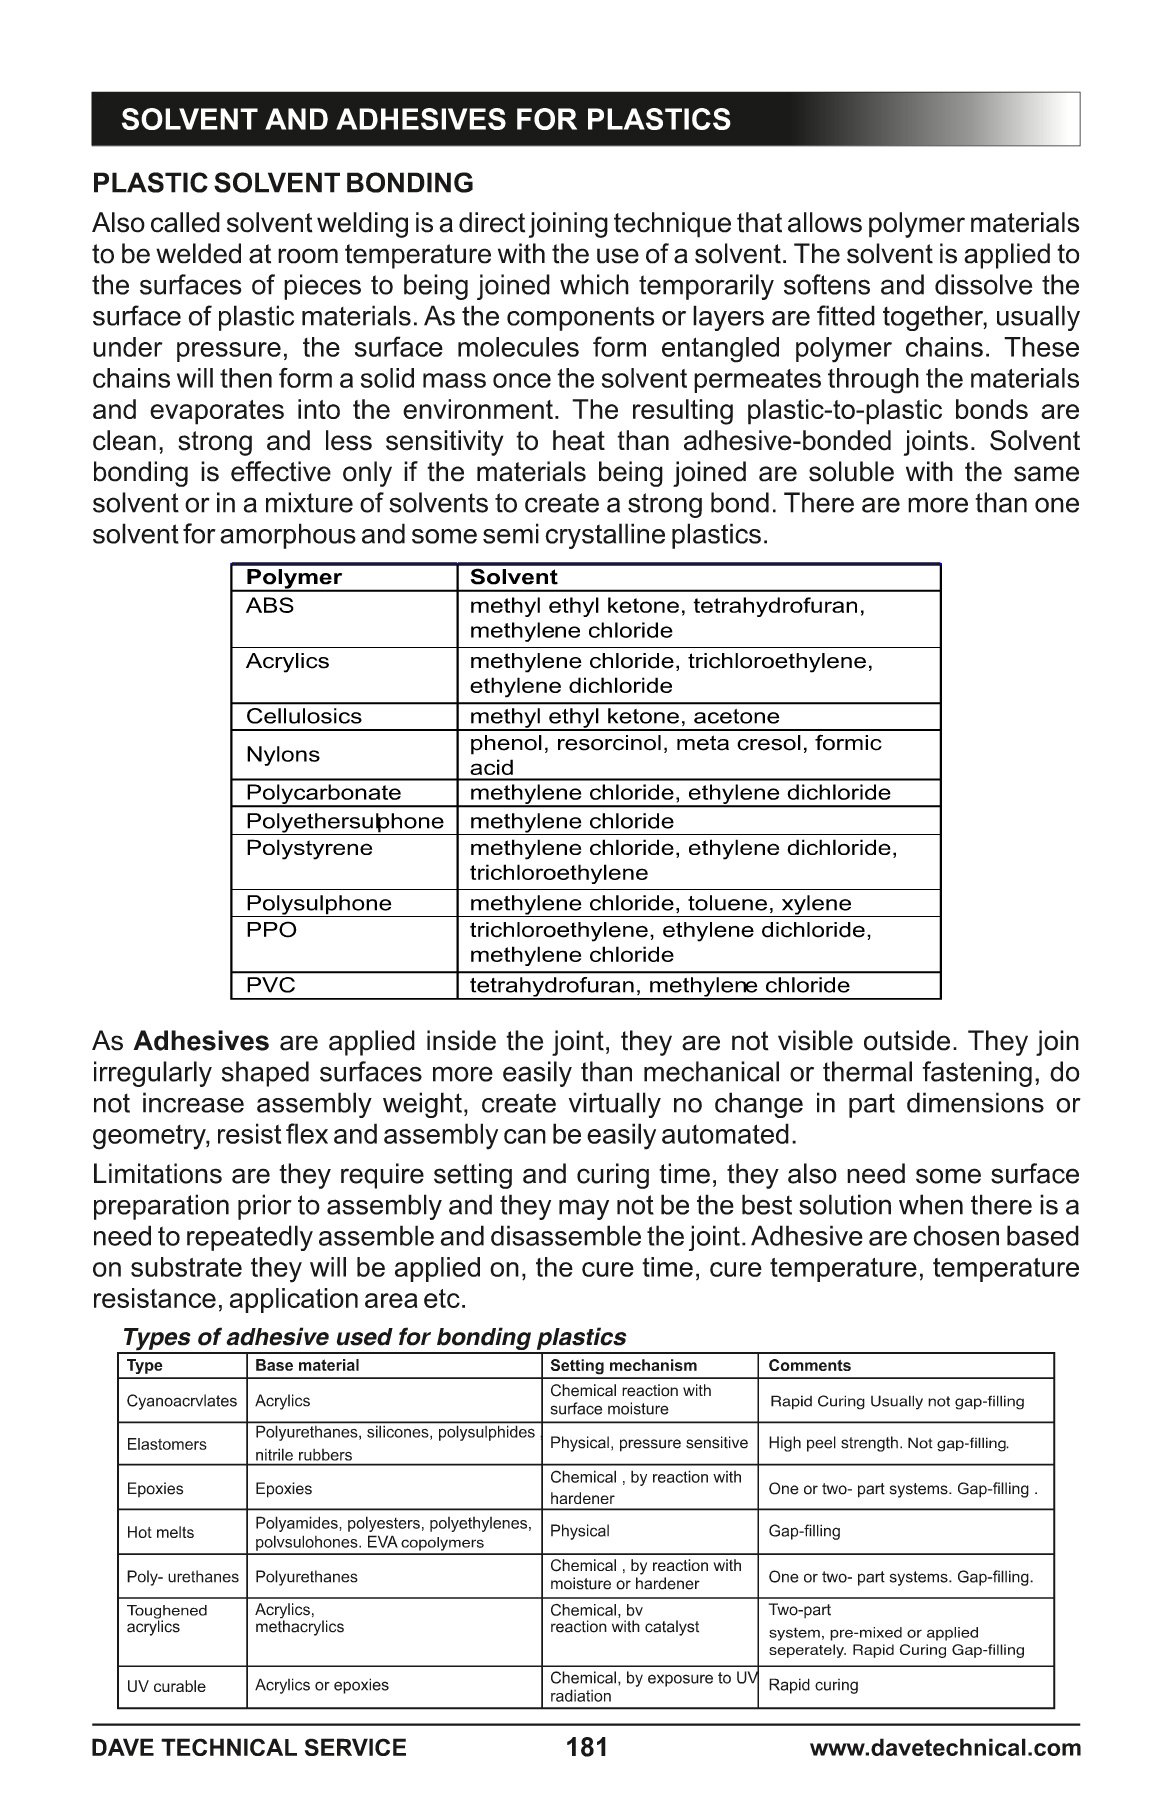 SOLVENT AND ADHESIVES FOR PLASTICS
PLASTIC SOLVENT BONDING
Also called solvent welding is a direct joining technique that allows polymer materials
to be welded at room temperature with the use of a solvent. The solvent is applied to
the surfaces of pieces to being joined which temporarily softens and dissolve the
surface of plastic materials. As the components or layers are fitted together, usually
under pressure, the surface molecules form entangled polymer chains. These
chains will then form a solid mass once the solvent permeates through the materials
and evaporates into the environment. The resulting plastic-to-plastic bonds are
clean, strong and less sensitivity to heat than adhesive-bonded joints. Solvent
bonding is effective only if the materials being joined are soluble with the same
solvent or in a mixture of solvents to create a strong bond. There are more than one
solvent for amorphous and some semi crystalline plastics.
Polymer Solvent
ABS methyl ethyl ketone, tetrahydrofuran,
methylene chloride
Acrylics methylene chloride, trichloroethylene,
ethylene dichloride
Cellulosics methyl ethyl ketone, acetone
Nylons phenol, resorcinol, meta cresol, formic
acid
Polycarbonate methylene chloride, ethylene dichloride
Polyethersulphone methylene chloride
Polystyrene methylene chloride, ethylene dichloride,
trichloroethylene
Polysulphone methylene chloride, toluene, xylene
PPO trichloroethylene, ethylene dichloride,
methylene chloride
PVC tetrahydrofuran, methylene chloride
As Adhesives are applied inside the joint, they are not visible outside. They join
irregularly shaped surfaces more easily than mechanical or thermal fastening, do
not increase assembly weight, create virtually no change in part dimensions or
geometry, resist flex and assembly can be easily automated.
Limitations are they require setting and curing time, they also need some surface
preparation prior to assembly and they may not be the best solution when there is a
need to repeatedly assemble and disassemble the joint. Adhesive are chosen based
on substrate they will be applied on, the cure time, cure temperature, temperature
resistance, application area etc.
Types of adhesive used for bonding plastics
Type Base material Setting mechanism Comments
Cyanoacrvlates Acrylics Chemical reaction with
surface moisture Rapid Curing Usually not gap-filling
Elastomers Polyurethanes, silicones, polysulphides ,
nitrile rubbers Physical, pressure sensitive High peel strength. Not gap-filling.
Epoxies Epoxies Chemical , by reaction with
hardener One or two- part systems. Gap-filling .
Hot melts Polyamides, polyesters, polyethylenes,
polvsulohones. EVA copolymers Physical Gap-filling
Poly- urethanes Polyurethanes Chemical , by reaction with
moisture or hardener One or two- part systems. Gap-filling.
Toughened
acrylics Acrylics,
methacrylics Chemical, bv
reaction with catalyst Two-part
system, pre-mixed or applied
seperately. Rapid Curing Gap-filling
UV curable Acrylics or epoxies Chemical, by exposure to UV
radiation Rapid curing
DAVE TECHNICAL SERVICE 181 www.davetechnical.com